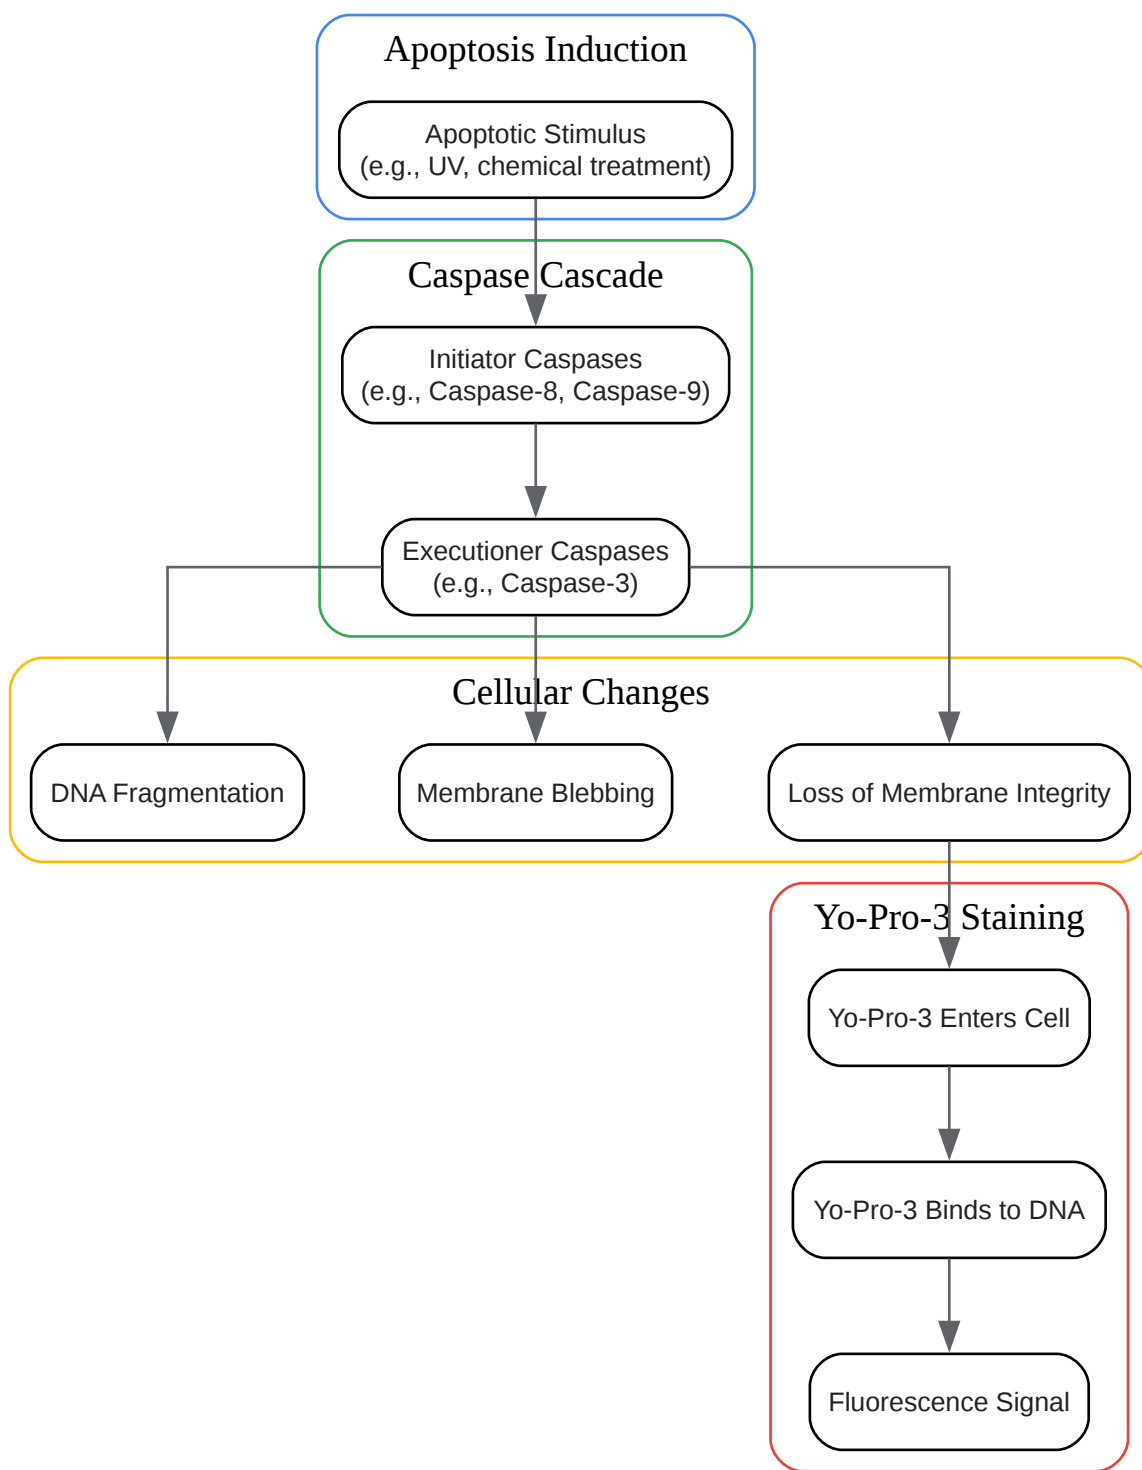 Apoptosis Induction
Apoptotic Stimulus
(e.g., UV, chemical treatment)
Caspase Cascade
Initiator Caspases
(e.g., Caspase-8, Caspase-9)
Executioner Caspases
(e.g., Caspase-3)
Cellular Changes
DNA Fragmentation
Membrane Blebbing
Loss of Membrane Integrity
Yo-Pro-3 Staining
Yo-Pro-3 Enters Cell
Yo-Pro-3 Binds to DNA
Fluorescence Signal